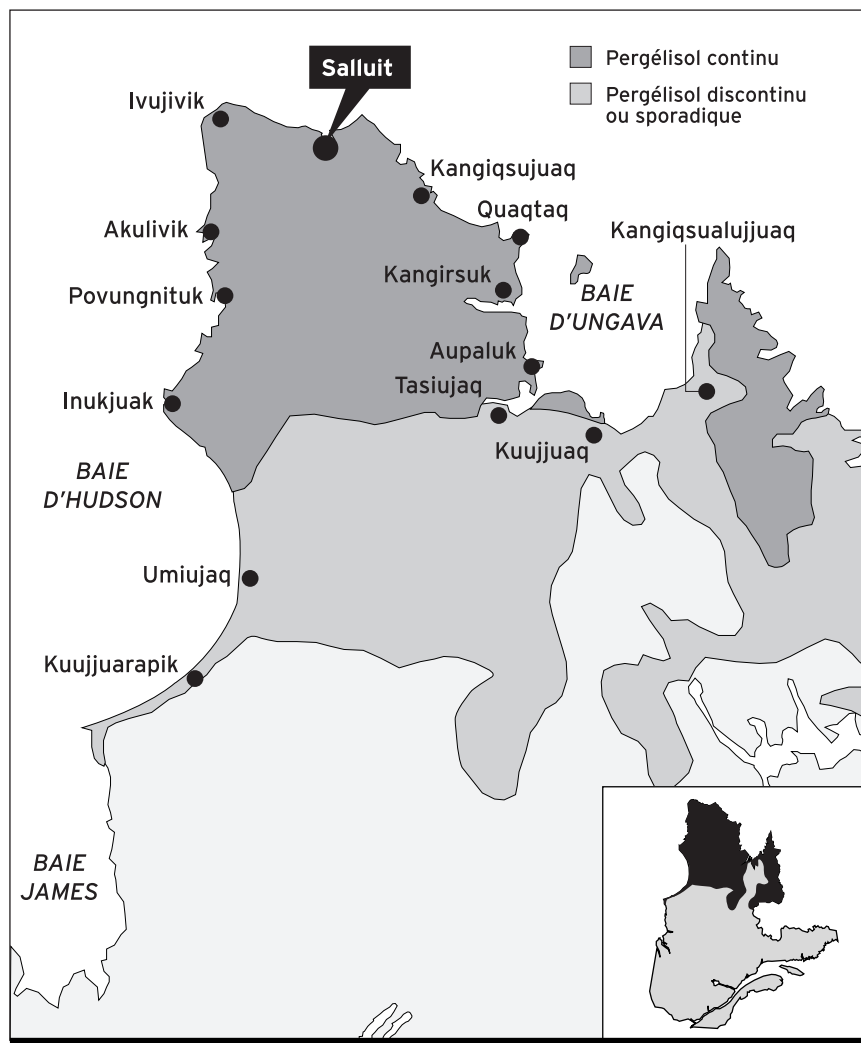 Salluit
Pergélisol continu
Pergélisol discontinu
ou sporadique
Ivujivik
Kangiqsujuaq
Quaqtaq
Kangiqsualujjuaq
Akulivik
Kangirsuk
Povungnituk
BAIE
D'UNGAVA
Aupaluk
Tasiujaq
Inukjuak
Kuujjuaq
BAIE
D'HUDSON
Umiujaq
Kuujjuarapik
BAIE
JAMES